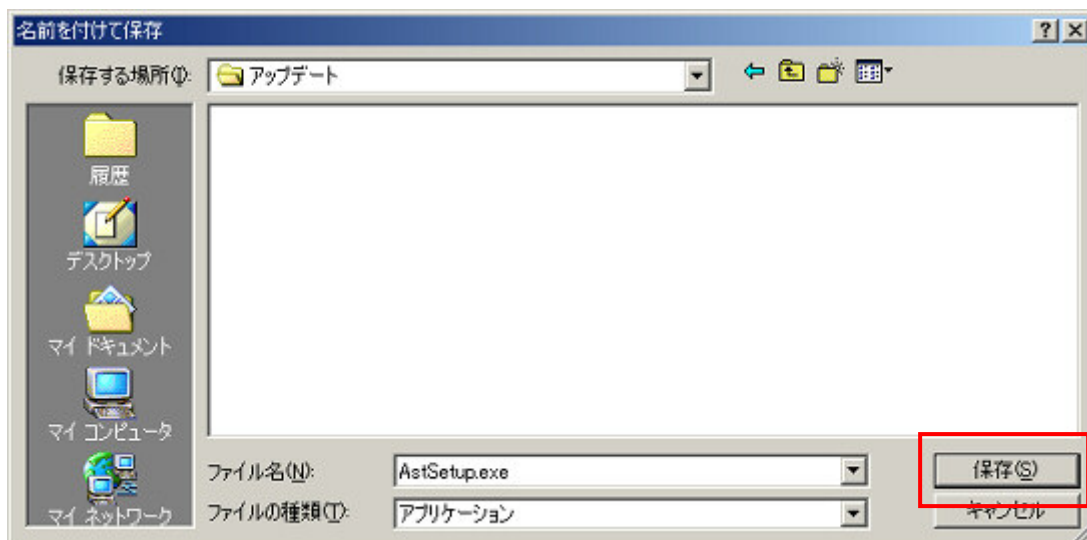 名前を付けて保存
保存する場所(I):
アップデート
履歴
デスクトップ
マイ ドキュメント
マイ コンピュータ
マイ ネットワーク
ファイル名(N):
AstSetup.exe
保存(S)
ファイルの種類(T):
アプリケーション
キャンセル